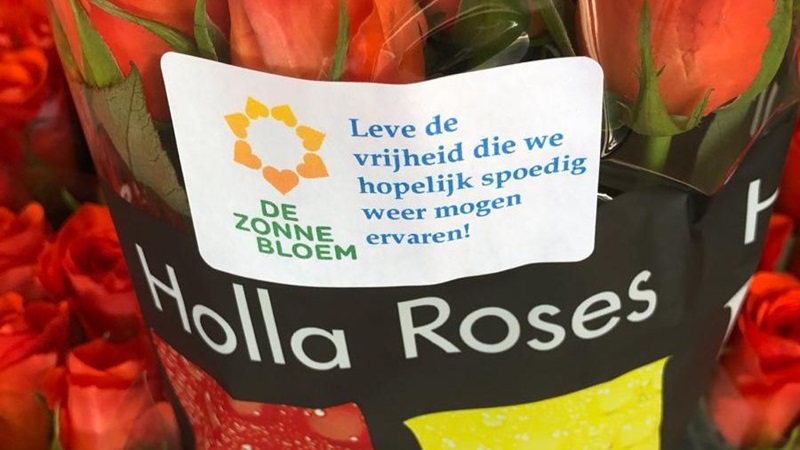 DE
ZONNE
BLOEM
Leve de
vrijheid die we
hopelijk spoedig
weer mogen
ervaren!
Holla Roses
H